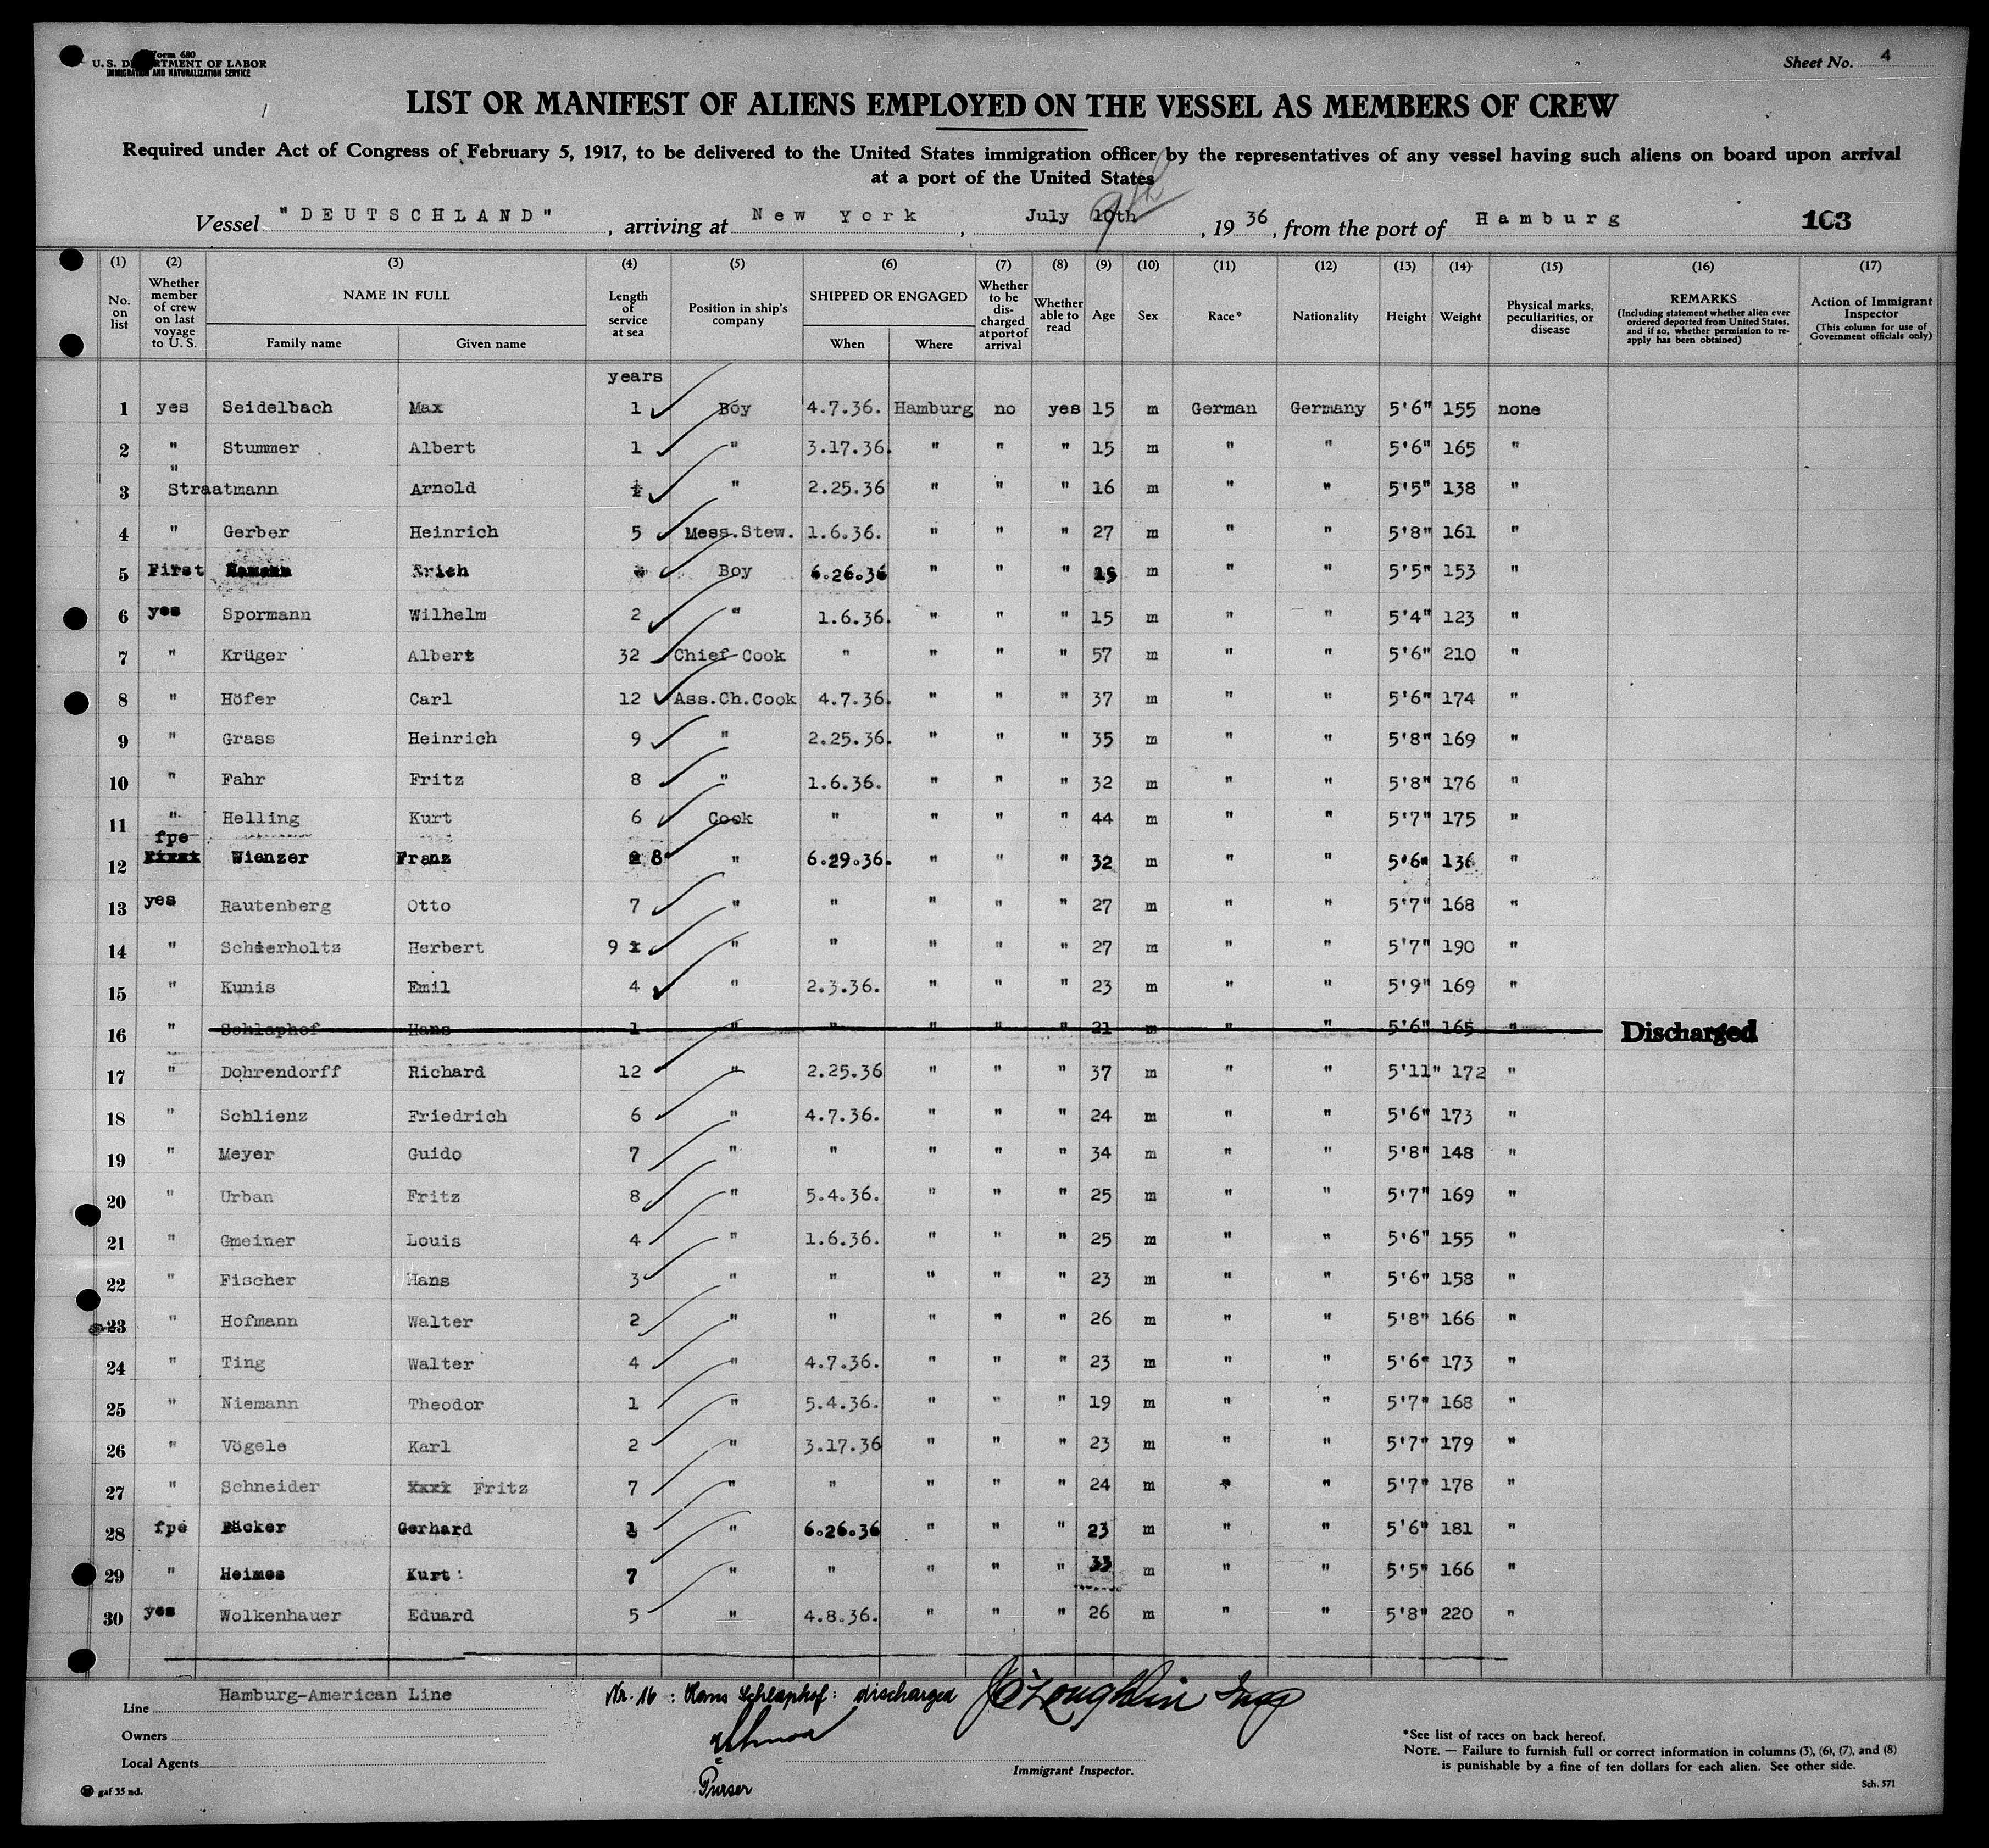 Form 680
U. S. DEPARTMENT OF LABOR
IMMIGRATION AND NATURALIZATION SERVICE
Sheet No. 4
LIST OR MANIFEST OF ALIENS EMPLOYED ON THE VESSEL AS MEMBERS OF CREW
Required under Act of Congress of February 5, 1917, to be delivered to the United States immigration officer by the representatives of any vessel having such aliens on board upon arrival
at a port of the United States
Vessel "DEUTSCHLAND", arriving at New York, July 10th 9th, 1936, from the port of Hamburg 103
(1) (2) (3) (4) (5) (6) (7) (8) (9) (10) (11) (12) (13) (14) (15) (16) (17)
No. on list
Whether member of crew on last voyage to U. S.
NAME IN FULL
Family name Given name
Length of service at sea
Position in ship's company
SHIPPED OR ENGAGED
When Where
Whether to be discharged at port of arrival
Whether able to read
Age
Sex
Race*
Nationality
Height
Weight
Physical marks, peculiarities, or disease
REMARKS
(Including statement whether alien ever ordered deported from United States, and if so, whether permission to reapply has been obtained)
Action of Immigrant Inspector
(This column for use of Government officials only)
years
1 yes Seidelbach Max 1 Boy 4.7.36. Hamburg no yes 15 m German Germany 5'6" 155 none
2 " Stummer Albert 1 " 3.17.36. " " " 15 m " " 5'6" 165 "
3 " Straatmann Arnold ½ " 2.25.36 " " " 16 m " " 5'5" 138 "
4 " Gerber Heinrich 5 Mess.Stew. 1.6.36. " " " 27 m " " 5'8" 161 "
5 First Erich Boy 6.26.36 " " " 15 m " " 5'5" 153 "
6 yes Spormann Wilhelm 2 " 1.6.36. " " " 15 m " " 5'4" 123 "
7 " Krüger Albert 32 Chief Cook " " " " 57 m " " 5'6" 210 "
8 " Höfer Carl 12 Ass.Ch.Cook 4.7.36. " " " 37 m " " 5'6" 174 "
9 " Grass Heinrich 9 " 2.25.36. " " " 35 m " " 5'8" 169 "
10 " Fahr Fritz 8 " 1.6.36. " " " 32 m " " 5'8" 176 "
11 " Helling Kurt 6 Cook " " " " 44 m " " 5'7" 175 "
12 fpe Wienzer Franz 8 " 6.29.36. " " " 32 m " " 5'6" 136 "
13 yes Rautenberg Otto 7 " " " " " 27 m " " 5'7" 168 "
14 " Schierholtz Herbert 9 " " " " " 27 m " " 5'7" 190 "
15 " Kunis Emil 4 " 2.3.36. " " " 23 m " " 5'9" 169 "
16 " Schlaphof Hans 1 " " " " " 21 m " " 5'6" 165 " Discharged
17 " Dohrendorff Richard 12 " 2.25.36 " " " 37 m " " 5'11" 172 "
18 " Schlienz Friedrich 6 " 4.7.36. " " " 24 m " " 5'6" 173 "
19 " Meyer Guido 7 " " " " " 34 m " " 5'8" 148 "
20 " Urban Fritz 8 " 5.4.36. " " " 25 m " " 5'7" 169 "
21 " Gmeiner Louis 4 " 1.6.36. " " " 25 m " " 5'6" 155 "
22 " Fischer Hans 3 " " " " " 23 m " " 5'6" 158 "
23 " Hofmann Walter 2 " " " " " 26 m " " 5'8" 166 "
24 " Ting Walter 4 " 4.7.36. " " " 23 m " " 5'6" 173 "
25 " Niemann Theodor 1 " 5.4.36. " " " 19 m " " 5'7" 168 "
26 " Vögele Karl 2 " 3.17.36 " " " 23 m " " 5'7" 179 "
27 " Schneider Fritz 7 " " " " " 24 m " " 5'7" 178 "
28 fpe Fäcker Gerhard " 6.26.36 " " " 23 m " " 5'6" 181 "
29 " Heimes Kurt 7 " " " " " 33 m " " 5'5" 166 "
30 yes Wolkenhauer Eduard 5 " 4.8.36. " " " 26 m " " 5'8" 220 "
Line Hamburg-American Line
Nr. 16 : Hans Schlaphof : discharged
Owners
Local Agents
Purser
Immigrant Inspector.
*See list of races on back hereof.
NOTE. — Failure to furnish full or correct information in columns (3), (6), (7), and (8)
is punishable by a fine of ten dollars for each alien. See other side.
gaf 35 nd.
Sch. 571